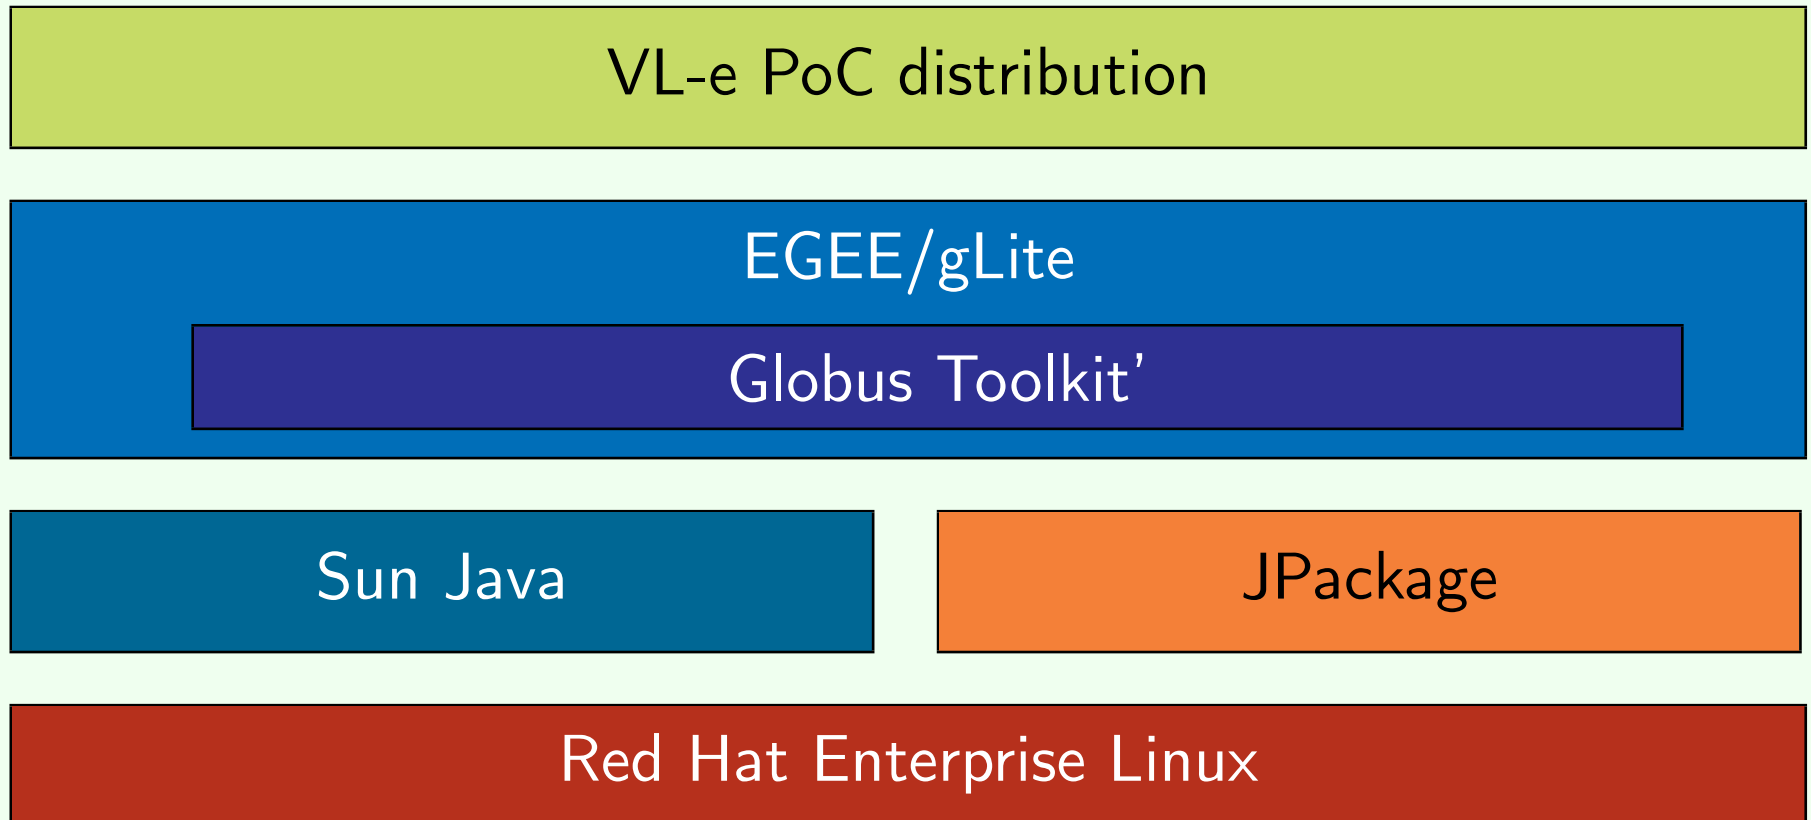 VL-e PoC distribution
EGEE/gLite
Globus Toolkit’
Sun Java
JPackage
Red Hat Enterprise Linux